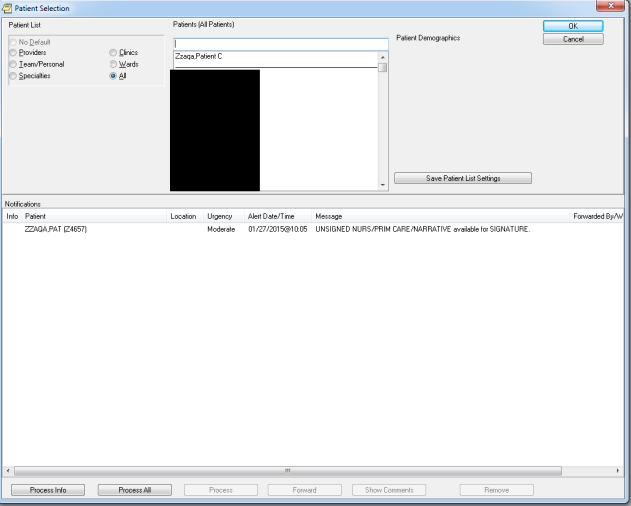 Patient Selection
Patient List
Patients (All Patients)
OK
Patient Demographics
Cancel
No Default
Providers
Clinics
Team/Personal
Wards
Specialties
All
Zzaqa,Patient C
Save Patient List Settings
Notifications
Info Patient Location Urgency Alert Date/Time Message Forwarded By/W
ZZAQA,PAT (Z4657) Moderate 01/27/2015@10:05 UNSIGNED NURS/PRIM CARE/NARRATIVE available for SIGNATURE.
Process Info Process All Process Forward Show Comments Remove